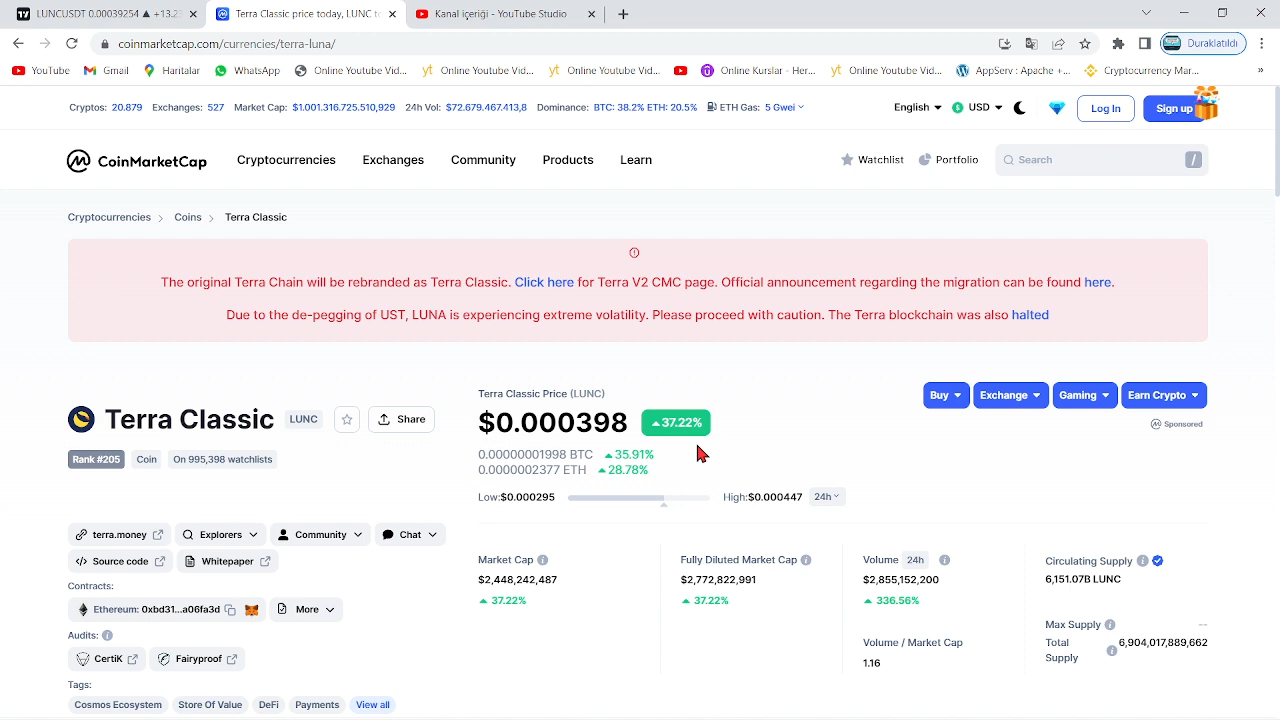 LUNCUSDT 0.00039254 ▲ +13.2
Terra Classic price today, LUNC to
Kanal içeriği - YouTube Studio
coinmarketcap.com/currencies/terra-luna/
Duraklatıldı
YouTube
Gmail
Haritalar
WhatsApp
Online Youtube Vid...
Online Youtube Vid...
Online Youtube Vid...
Online Kurslar - Her...
Online Youtube Vid...
AppServ : Apache +...
Cryptocurrency Mar...
»
Cryptos: 20.879 Exchanges: 527 Market Cap: $1.001.316.725.510,929 24h Vol: $72.679.467.413,8 Dominance: BTC: 38.2% ETH: 20.5% ETH Gas: 5 Gwei
English
USD
Log In
Sign up
CoinMarketCap
Cryptocurrencies
Exchanges
Community
Products
Learn
Watchlist
Portfolio
Search
/
Cryptocurrencies > Coins > Terra Classic
The original Terra Chain will be rebranded as Terra Classic. Click here for Terra V2 CMC page. Official announcement regarding the migration can be found here.
Due to the de-pegging of UST, LUNA is experiencing extreme volatility. Please proceed with caution. The Terra blockchain was also halted
Terra Classic LUNC
Share
Rank #205
Coin
On 995,398 watchlists
Terra Classic Price (LUNC)
$0.000398 ▲37.22%
0.00000001998 BTC ▲35.91%
0.0000002377 ETH ▲28.78%
Low:$0.000295
High:$0.000447
24h
Buy
Exchange
Gaming
Earn Crypto
Sponsored
terra.money
Explorers
Community
Chat
Source code
Whitepaper
Contracts:
Ethereum: 0xbd31...a06fa3d
More
Audits:
CertiK
Fairyproof
Tags:
Cosmos Ecosystem
Store Of Value
DeFi
Payments
View all
Market Cap
$2,448,242,487
▲ 37.22%
Fully Diluted Market Cap
$2,772,822,991
▲ 37.22%
Volume 24h
$2,855,152,200
▲ 336.56%
Volume / Market Cap
1.16
Circulating Supply
6,151.07B LUNC
Max Supply --
Total Supply 6,904,017,889,662